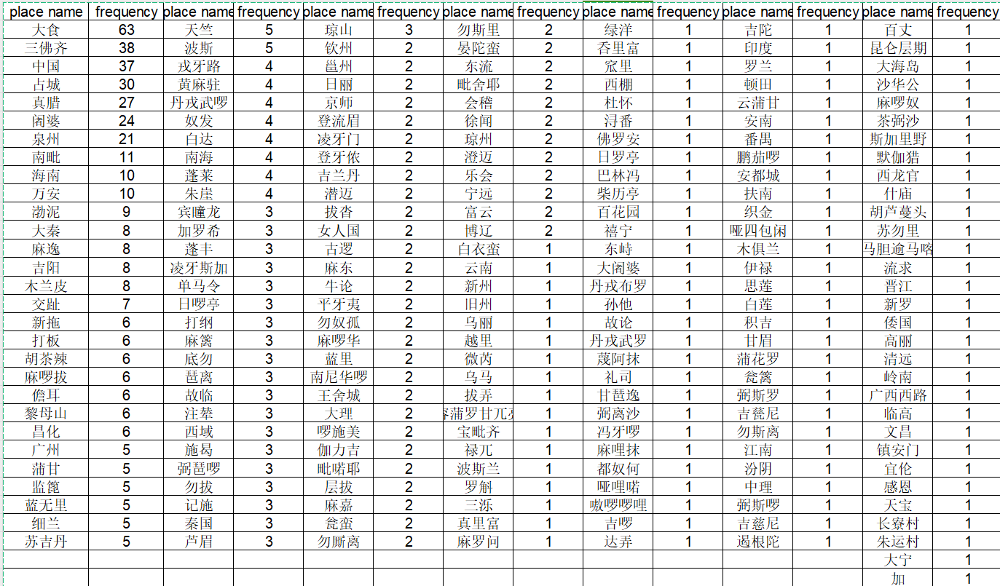 place name frequency place name frequency place name frequency place name frequency place name frequency place name frequency place name frequency
大食 63 天竺 5 琼山 3 勿斯里 2 绿洋 1 吉陀 1 百丈 1
三佛齐 38 波斯 5 钦州 2 晏陀蛮 2 吞里富 1 印度 1 昆仑层期 1
中国 37 戎牙路 4 邕州 2 东流 2 窊里 1 罗兰 1 大海岛 1
占城 30 黄麻驻 4 日丽 2 毗舍耶 2 西棚 1 顿田 1 沙华公 1
真腊 27 丹戎武啰 4 京师 2 会稽 2 杜怀 1 云蒲甘 1 麻啰奴 1
阇婆 24 奴发 4 登流眉 2 徐闻 2 浔番 1 安南 1 茶弼沙 1
泉州 21 白达 4 凌牙门 2 琼州 2 佛罗安 1 番禺 1 斯加里野 1
南毗 11 南海 4 登牙侬 2 澄迈 2 日罗亭 1 鹏茄啰 1 默伽猎 1
海南 10 蓬莱 4 吉兰丹 2 乐会 2 巴林冯 1 安都城 1 西龙宫 1
万安 10 朱崖 4 潜迈 2 宁远 2 柴历亭 1 扶南 1 什庙 1
渤泥 9 宾瞳龙 3 拔沓 2 富云 2 百花园 1 织金 1 胡芦蔓头 1
大秦 8 加罗希 3 女人国 2 博辽 2 禧宁 1 哑四包闲 1 苏勿里 1
麻逸 8 蓬丰 3 古逻 2 白衣蛮 1 东峙 1 木俱兰 1 马胆逾马喀 1
吉阳 8 凌牙斯加 3 麻东 2 云南 1 大阇婆 1 伊禄 1 流求 1
木兰皮 8 单马令 3 牛论 2 新州 1 丹戎布罗 1 思莲 1 晋江 1
交趾 7 日啰亭 3 平牙夷 2 旧州 1 孙他 1 白莲 1 新罗 1
新拖 6 打纲 3 勿奴孤 2 乌丽 1 故论 1 积吉 1 倭国 1
打板 6 麻篱 3 麻啰华 2 越里 1 丹戎武罗 1 甘眉 1 高丽 1
胡茶辣 6 底勿 3 蓝里 2 微芮 1 蔑阿抹 1 蒲花罗 1 清远 1
麻啰拔 6 琶离 3 南尼华啰 2 乌马 1 礼司 1 瓮篱 1 岭南 1
儋耳 6 故临 3 王舍城 2 拔弄 1 甘琶逸 1 弼斯罗 1 广西西路 1
黎母山 6 注辇 3 大理 2 蒲罗甘兀 1 弼离沙 1 吉甆尼 1 临高 1
昌化 6 西域 3 啰施美 2 宝毗齐 1 冯牙啰 1 勿斯离 1 文昌 1
广州 5 施曷 3 伽力吉 2 禄兀 1 麻哩抹 1 江南 1 镇安门 1
蒲甘 5 弼琶啰 3 毗喏耶 2 波斯兰 1 都奴何 1 汾阴 1 宜伦 1
监篦 5 勿拔 3 层拔 2 罗斛 1 哑哩喏 1 中理 1 感恩 1
蓝无里 5 记施 3 麻嘉 2 三泺 1 嗷啰啰哩 1 弼斯啰 1 天宝 1
细兰 5 秦国 3 瓮蛮 2 真里富 1 吉啰 1 吉慈尼 1 长寮村 1
苏吉丹 5 芦眉 3 勿厮离 2 麻罗问 1 达弄 1 遏根陀 1 朱运村 1
大宁 1
加 1